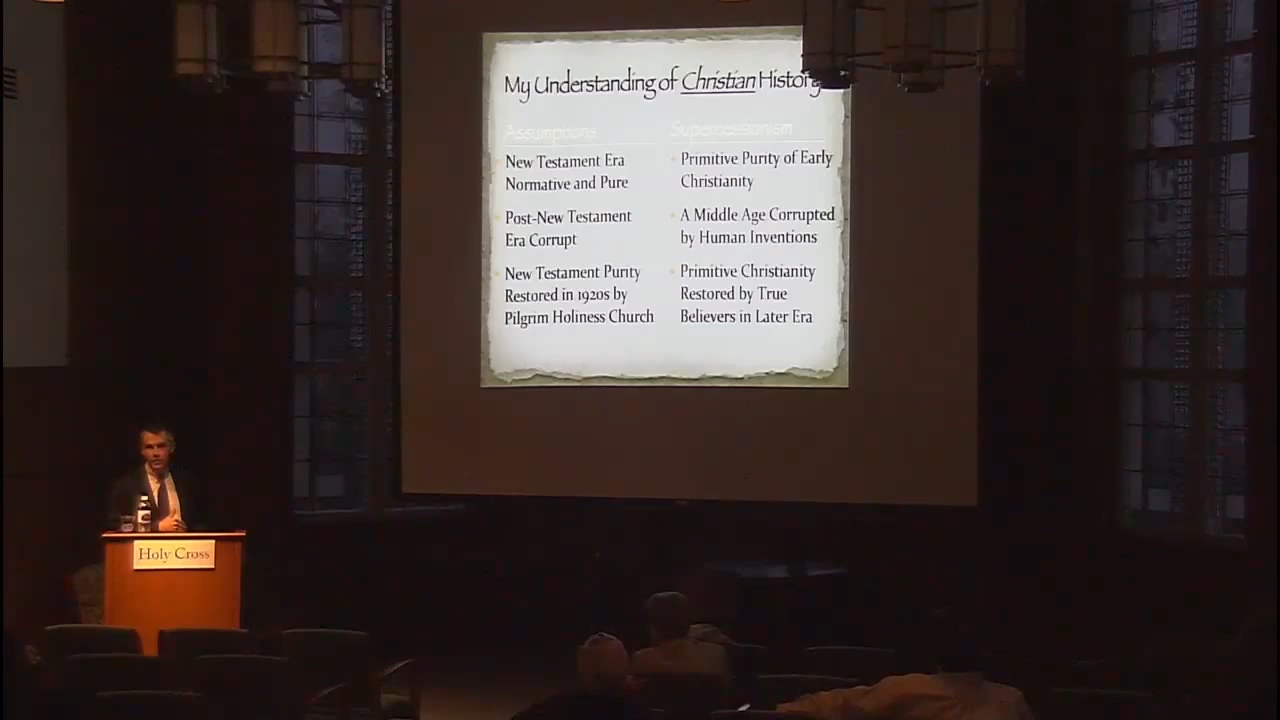 My Understanding of Christian History
Assumptions
New Testament Era
Normative and Pure
Post-New Testament
Era Corrupt
New Testament Purity
Restored in 1920s by
Pilgrim Holiness Church
Supercessionism
Primitive Purity of Early
Christianity
A Middle Age Corrupted
by Human Inventions
Primitive Christianity
Restored by True
Believers in Later Era
Holy Cross